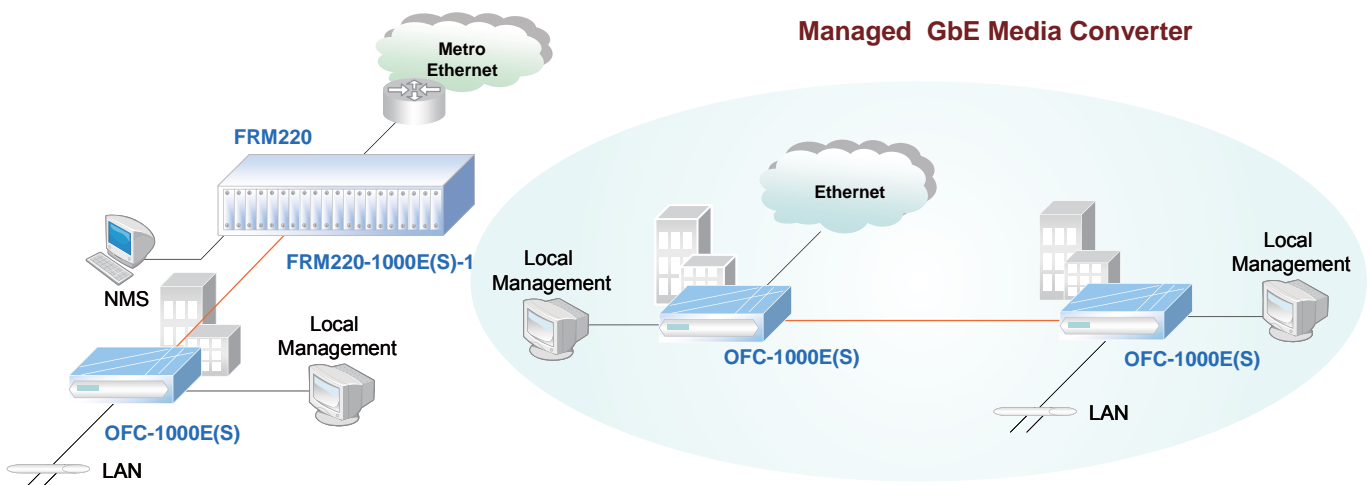 Managed GbE Media Converter
Metro
Ethernet
FRM220
FRM220-1000E(S)-1
NMS
Local
Management
OFC-1000E(S)
LAN
Ethernet
Local
Management
OFC-1000E(S)
Local
Management
OFC-1000E(S)
LAN